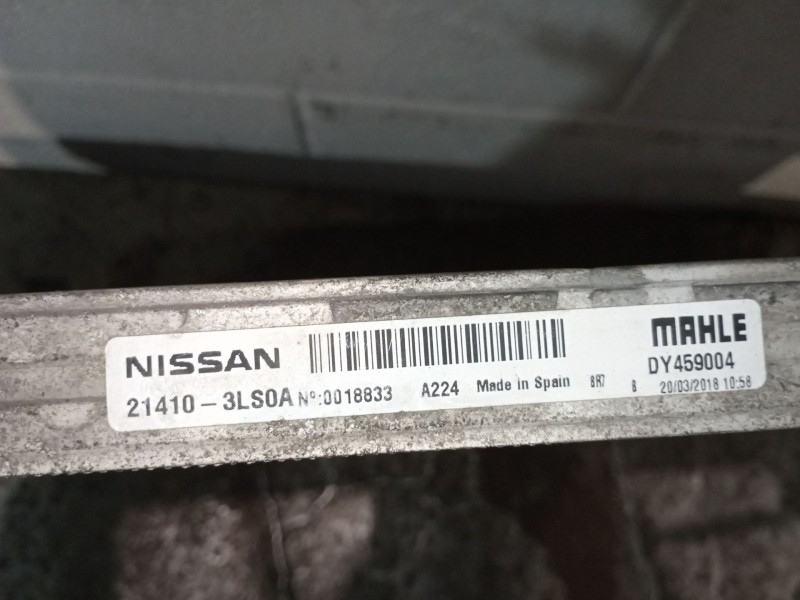 NISSAN
MAHLE
DY459004
21410-3LS0A Nº:0018833 A224 Made in Spain 8R7 B 20/03/2018 10:58